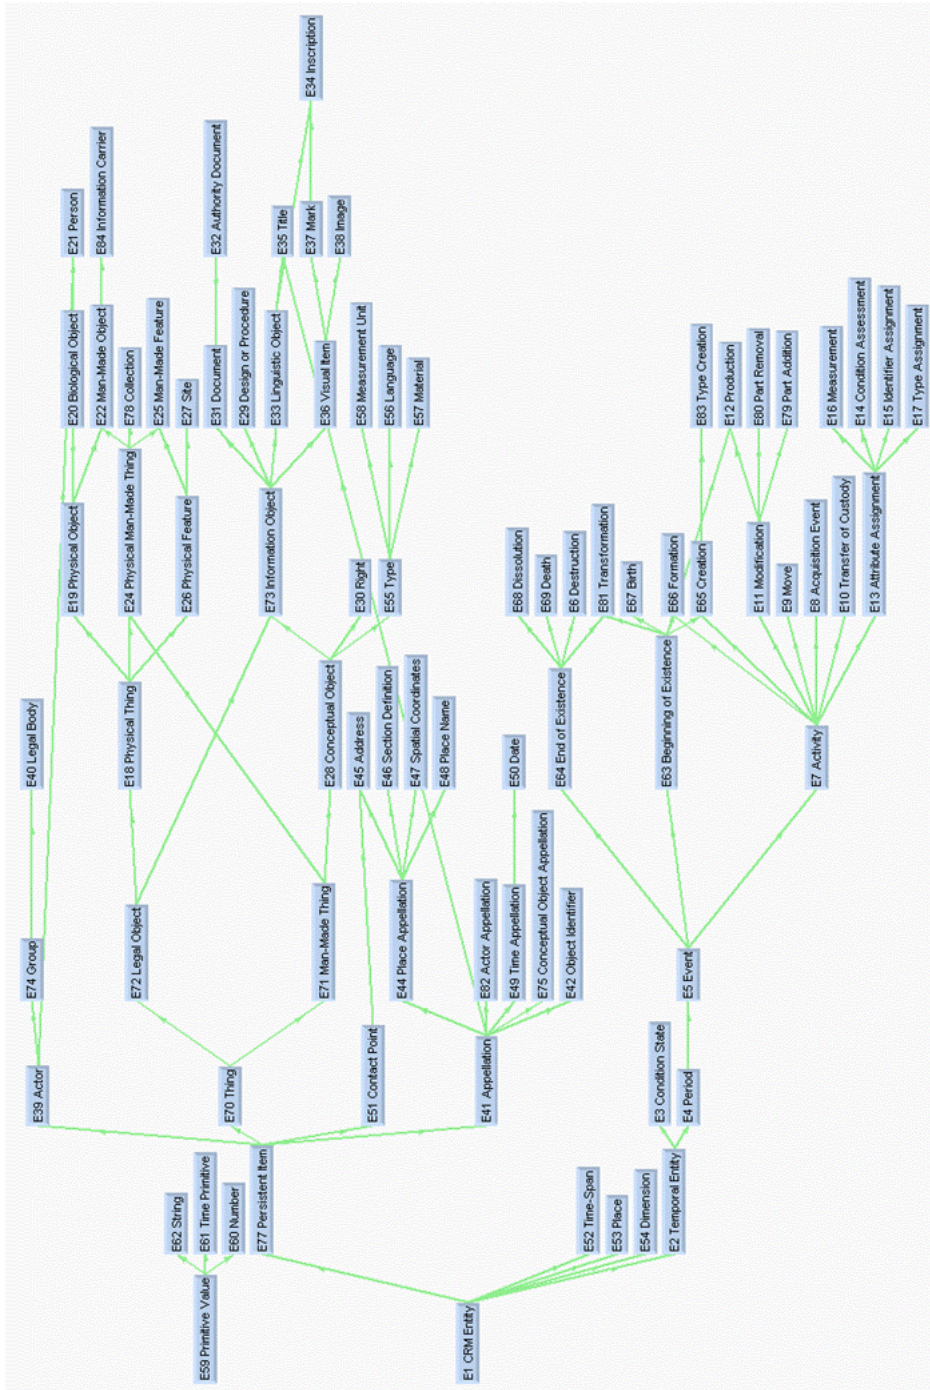 E34 Inscription
E21 Person
E84 Information Carrier
E32 Authority Document
E35 Title
E37 Mark
E38 Image
E20 Biological Object
E22 Man-Made Object
E78 Collection
E25 Man-Made Feature
E27 Site
E31 Document
E29 Design or Procedure
E33 Linguistic Object
E36 Visual Item
E58 Measurement Unit
E56 Language
E57 Material
E83 Type Creation
E12 Production
E80 Part Removal
E79 Part Addition
E16 Measurement
E14 Condition Assessment
E15 Identifier Assignment
E17 Type Assignment
E19 Physical Object
E24 Physical Man-Made Thing
E26 Physical Feature
E73 Information Object
E30 Right
E55 Type
E68 Dissolution
E69 Death
E6 Destruction
E81 Transformation
E67 Birth
E66 Formation
E65 Creation
E11 Modification
E9 Move
E8 Acquisition Event
E10 Transfer of Custody
E13 Attribute Assignment
E40 Legal Body
E18 Physical Thing
E28 Conceptual Object
E45 Address
E46 Section Definition
E47 Spatial Coordinates
E48 Place Name
E50 Date
E64 End of Existence
E63 Beginning of Existence
E7 Activity
E74 Group
E72 Legal Object
E71 Man-Made Thing
E44 Place Appellation
E82 Actor Appellation
E49 Time Appellation
E75 Conceptual Object Appellation
E42 Object Identifier
E5 Event
E39 Actor
E70 Thing
E51 Contact Point
E41 Appellation
E3 Condition State
E4 Period
E62 String
E61 Time Primitive
E60 Number
E77 Persistent Item
E52 Time-Span
E53 Place
E54 Dimension
E2 Temporal Entity
E59 Primitive Value
E1 CRM Entity